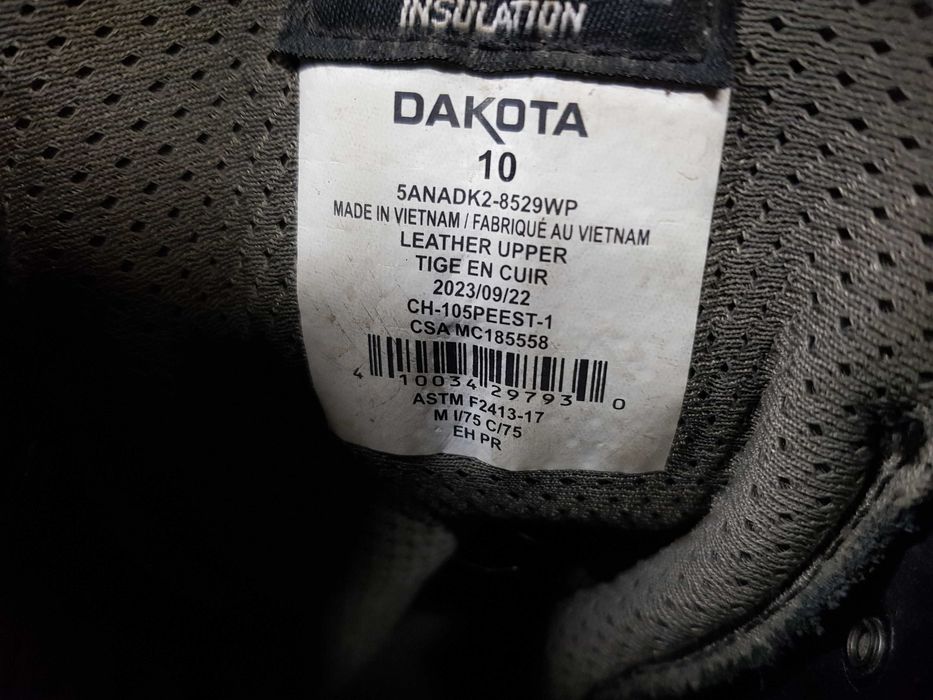 INSULATION
DAKOTA
10
5ANADK2-8529WP
MADE IN VIETNAM / FABRIQUÉ AU VIETNAM
LEATHER UPPER
TIGE EN CUIR
2023/09/22
CH-105PEEST-1
CSA MC185558
4 10034 29793 0
ASTM F2413-17
M I/75 C/75
EH PR